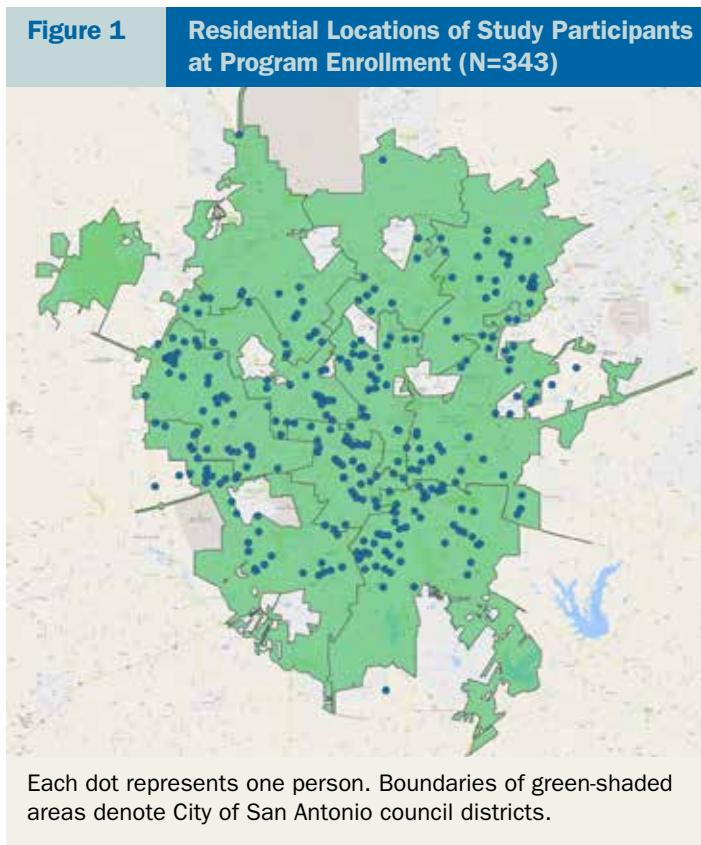 Figure 1
Residential Locations of Study Participants
at Program Enrollment (N=343)
Each dot represents one person. Boundaries of green-shaded
areas denote City of San Antonio council districts.